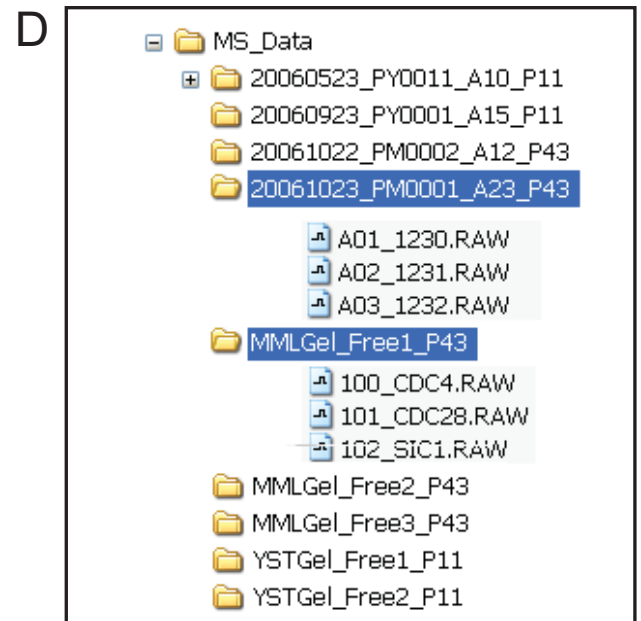 D
MS_Data
20060523_PY0011_A10_P11
20060923_PY0001_A15_P11
20061022_PM0002_A12_P43
20061023_PM0001_A23_P43
A01_1230.RAW
A02_1231.RAW
A03_1232.RAW
MMLGel_Free1_P43
100_CDC4.RAW
101_CDC28.RAW
102_SIC1.RAW
MMLGel_Free2_P43
MMLGel_Free3_P43
YSTGel_Free1_P11
YSTGel_Free2_P11